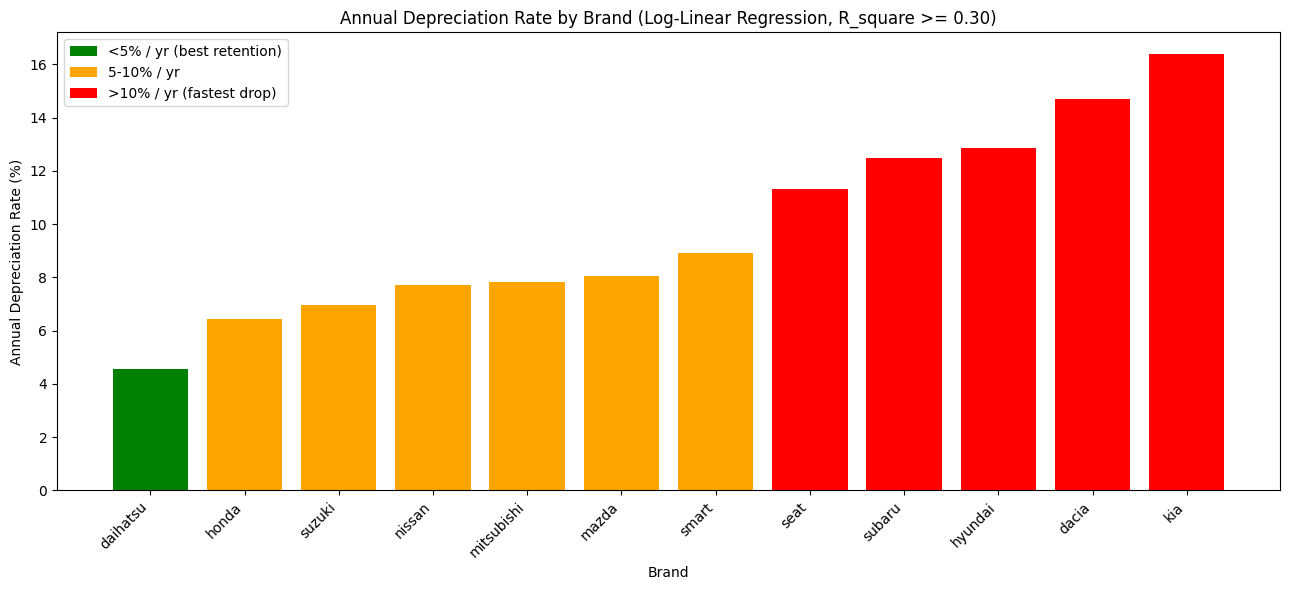 Annual Depreciation Rate by Brand (Log-Linear Regression, R_square >= 0.30)
<5% / yr (best retention)
5-10% / yr
>10% / yr (fastest drop)
Annual Depreciation Rate (%)
16
14
12
10
8
6
4
2
0
daihatsu
honda
suzuki
nissan
mitsubishi
mazda
smart
seat
subaru
hyundai
dacia
kia
Brand